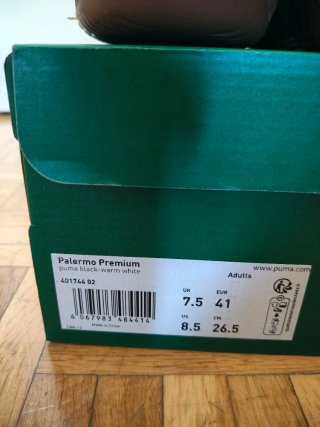 Palermo Premium
puma black-warm white
www.puma.com
401744 02
Adults
UK EUR
7.5 41
US CM
8.5 26.5
4 067983 484414
Made in China